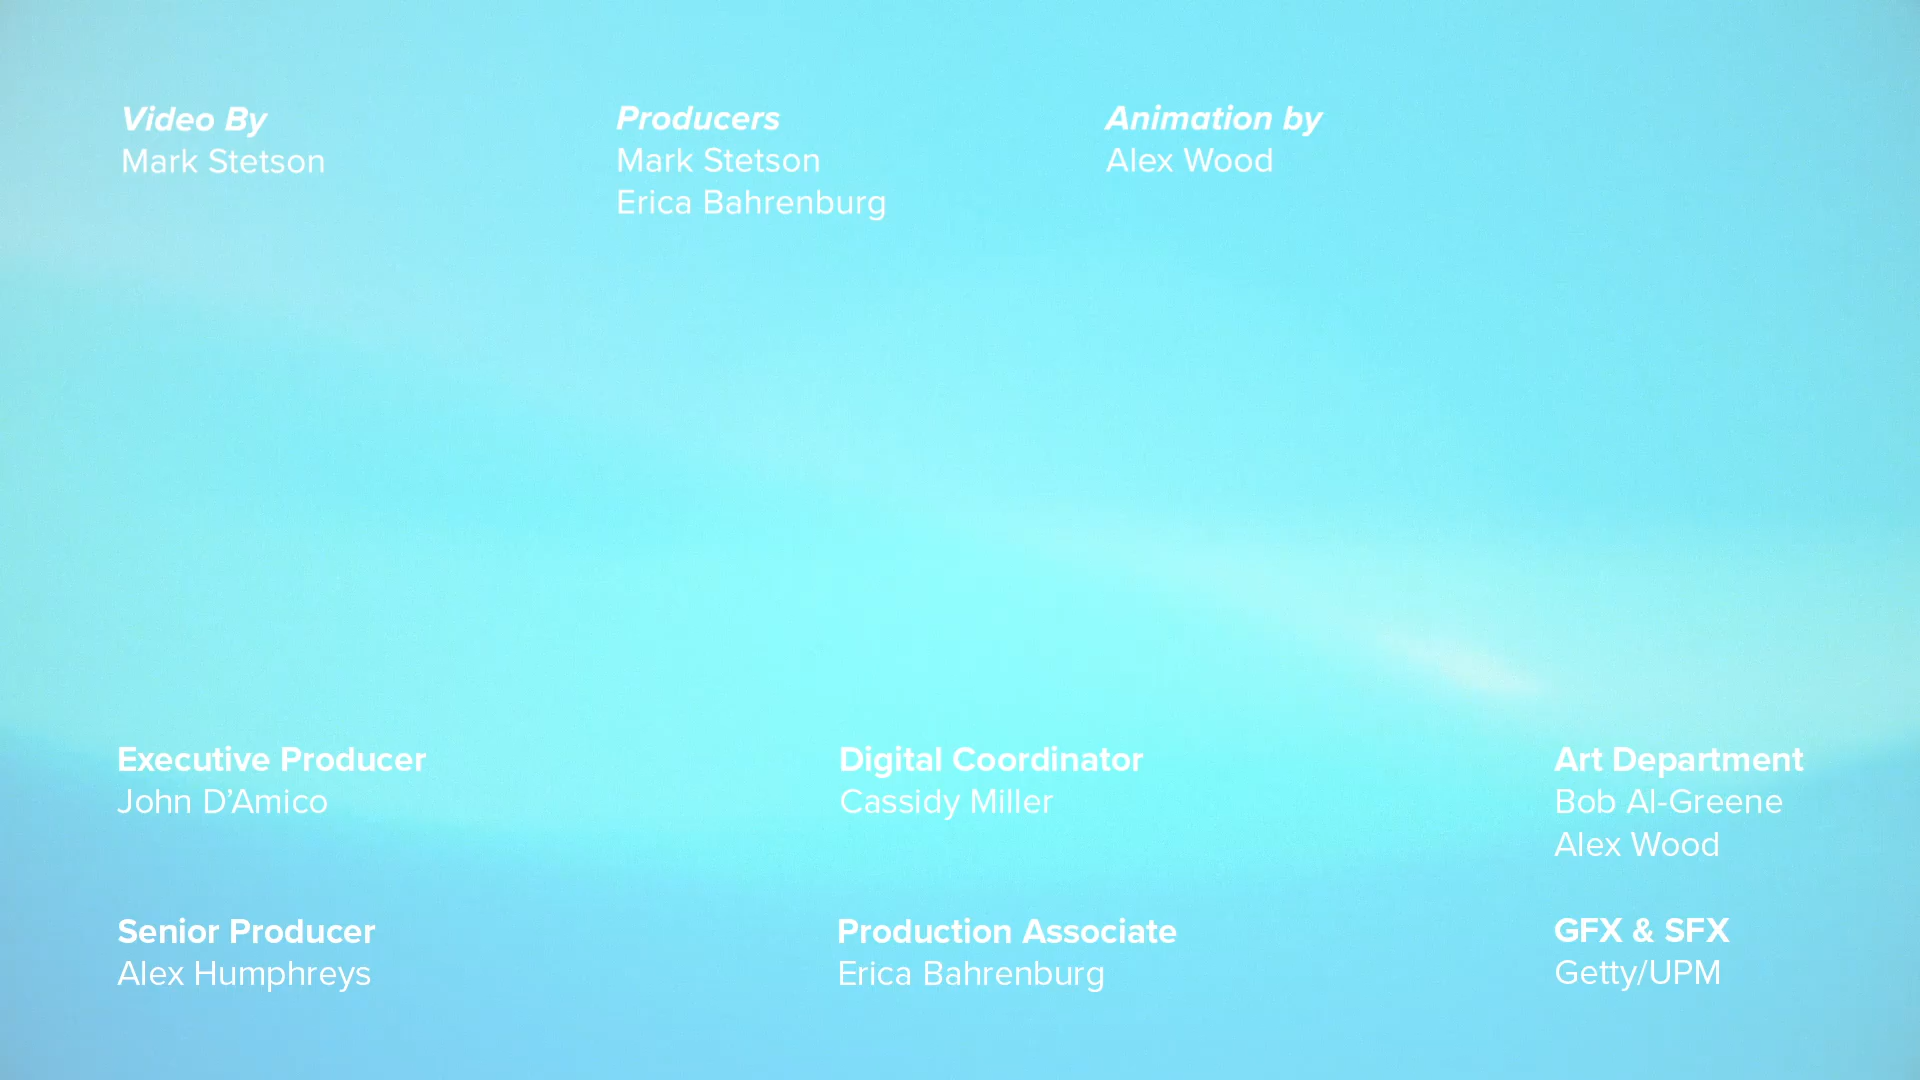 Video By
Mark Stetson
Producers
Mark Stetson
Erica Bahrenburg
Animation by
Alex Wood
Executive Producer
John D’Amico
Digital Coordinator
Cassidy Miller
Art Department
Bob Al-Greene
Alex Wood
Senior Producer
Alex Humphreys
Production Associate
Erica Bahrenburg
GFX & SFX
Getty/UPM